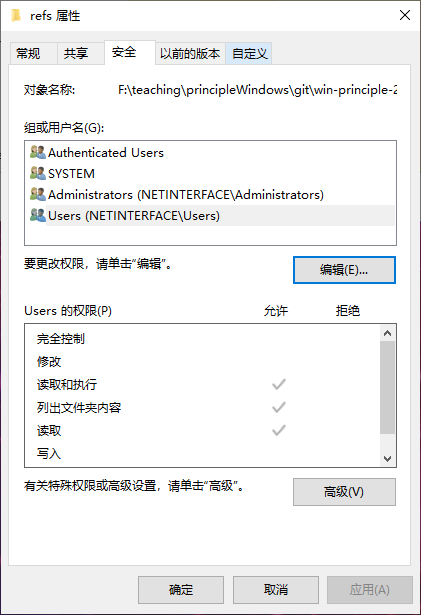 refs 属性
常规 共享 安全 以前的版本 自定义
对象名称: F:\teaching\principleWindows\git\win-principle-2
组或用户名(G):
Authenticated Users
SYSTEM
Administrators (NETINTERFACE\Administrators)
Users (NETINTERFACE\Users)
要更改权限，请单击“编辑”。
编辑(E)...
Users 的权限(P) 允许 拒绝
完全控制
修改
读取和执行
列出文件夹内容
读取
写入
有关特殊权限或高级设置，请单击“高级”。
高级(V)
确定 取消 应用(A)